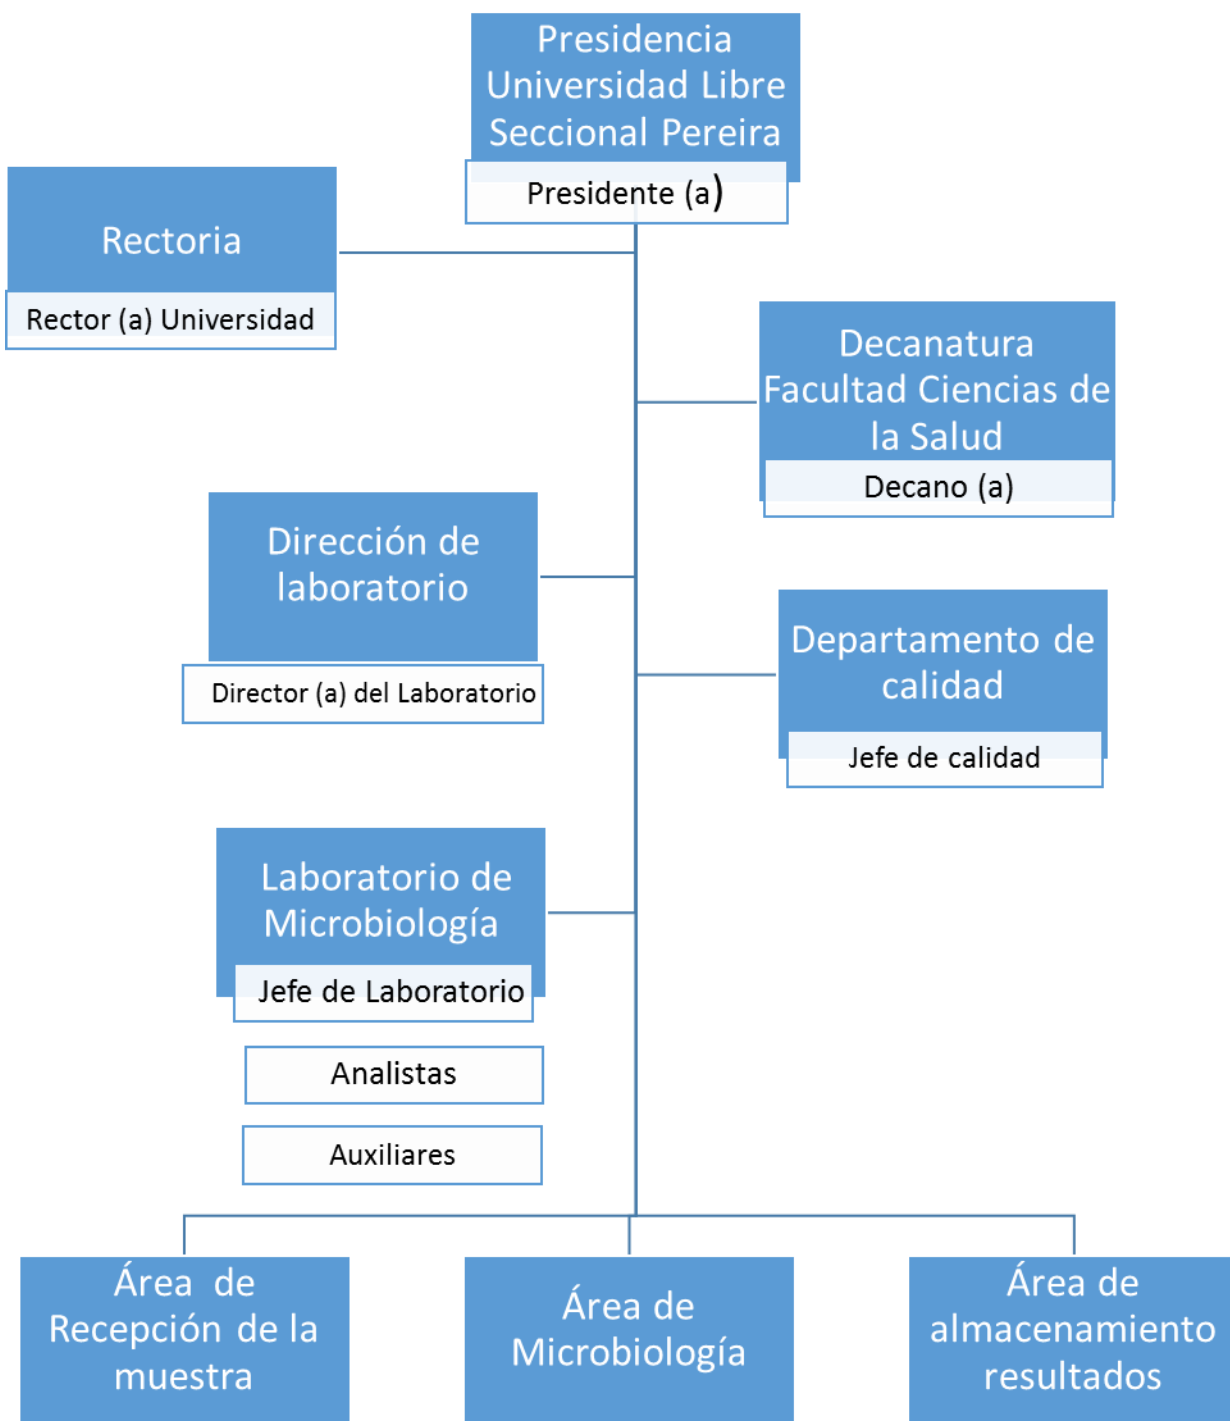 Presidencia
Universidad Libre
Seccional Pereira
Presidente (a)
Rectoria
Rector (a) Universidad
Decanatura
Facultad Ciencias de
la Salud
Decano (a)
Dirección de
laboratorio
Director (a) del Laboratorio
Departamento de
calidad
Jefe de calidad
Laboratorio de
Microbiología
Jefe de Laboratorio
Analistas
Auxiliares
Área de
Recepción de la
muestra
Área de
Microbiología
Área de
almacenamiento
resultados